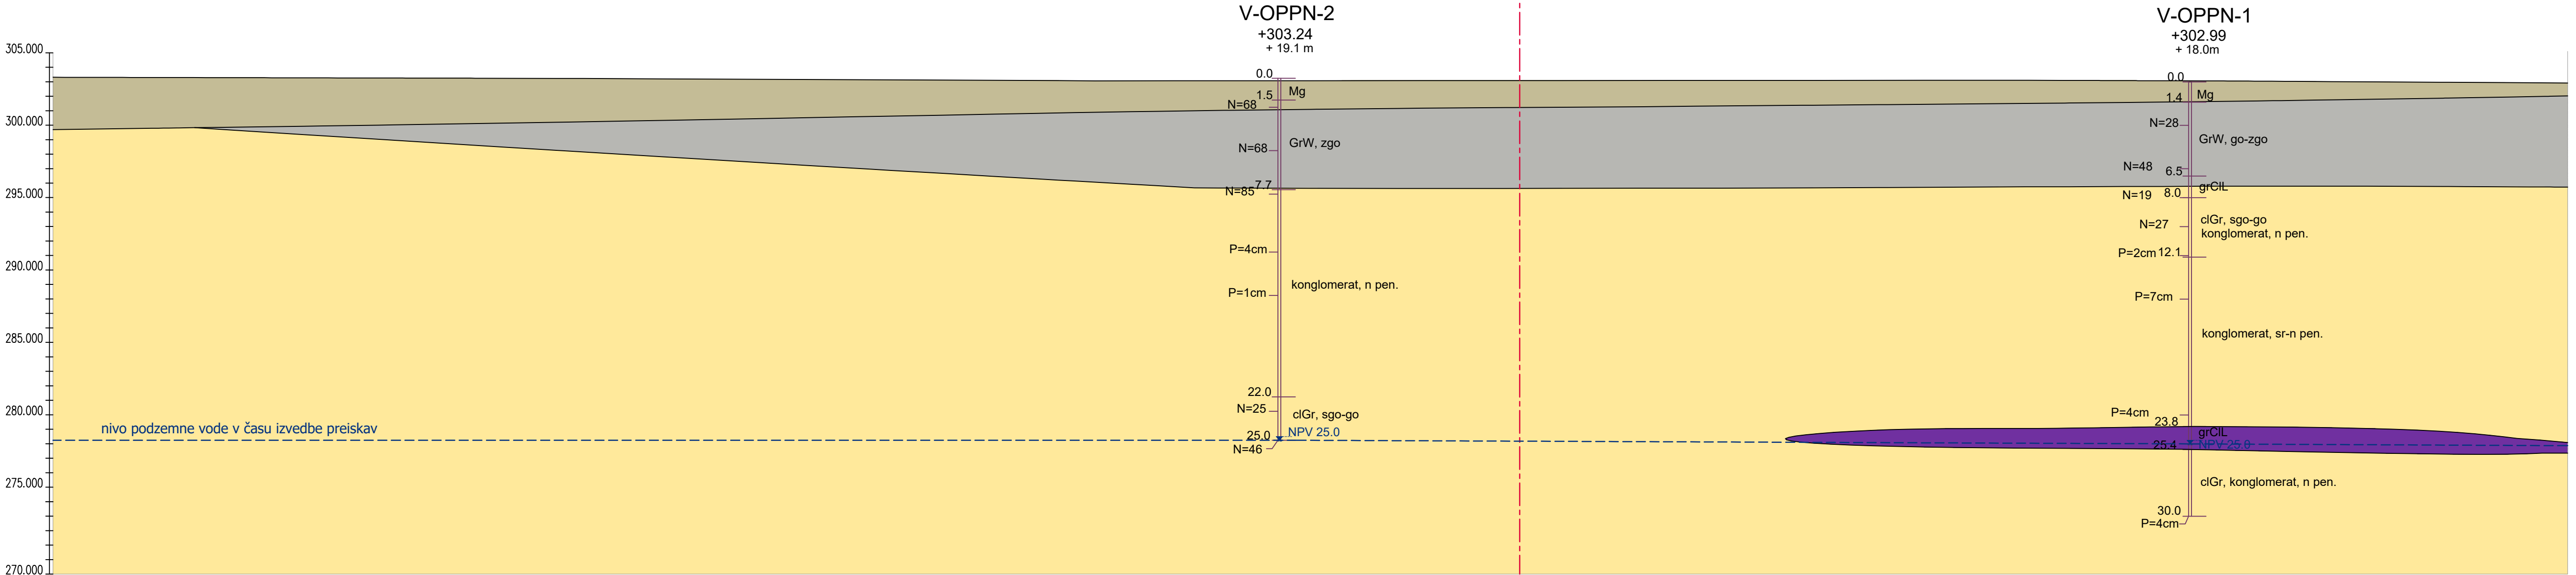 V-OPPN-2
+303.24
+ 19.1 m
V-OPPN-1
+302.99
+ 18.0m
305.000
300.000
295.000
290.000
285.000
280.000
275.000
270.000
nivo podzemne vode v času izvedbe preiskav
0.0
Mg
1.5
N=68
GrW, zgo
N=68
7.7
N=85
P=4cm
konglomerat, n pen.
P=1cm
22.0
N=25
clGr, sgo-go
25.0
NPV 25.0
N=46
0.0
Mg
1.4
N=28
GrW, go-zgo
N=48
6.5
grClL
N=19
8.0
clGr, sgo-go
konglomerat, n pen.
N=27
P=2cm
12.1
P=7cm
konglomerat, sr-n pen.
P=4cm
23.8
grClL
25.4
NPV 25.0
clGr, konglomerat, n pen.
30.0
P=4cm